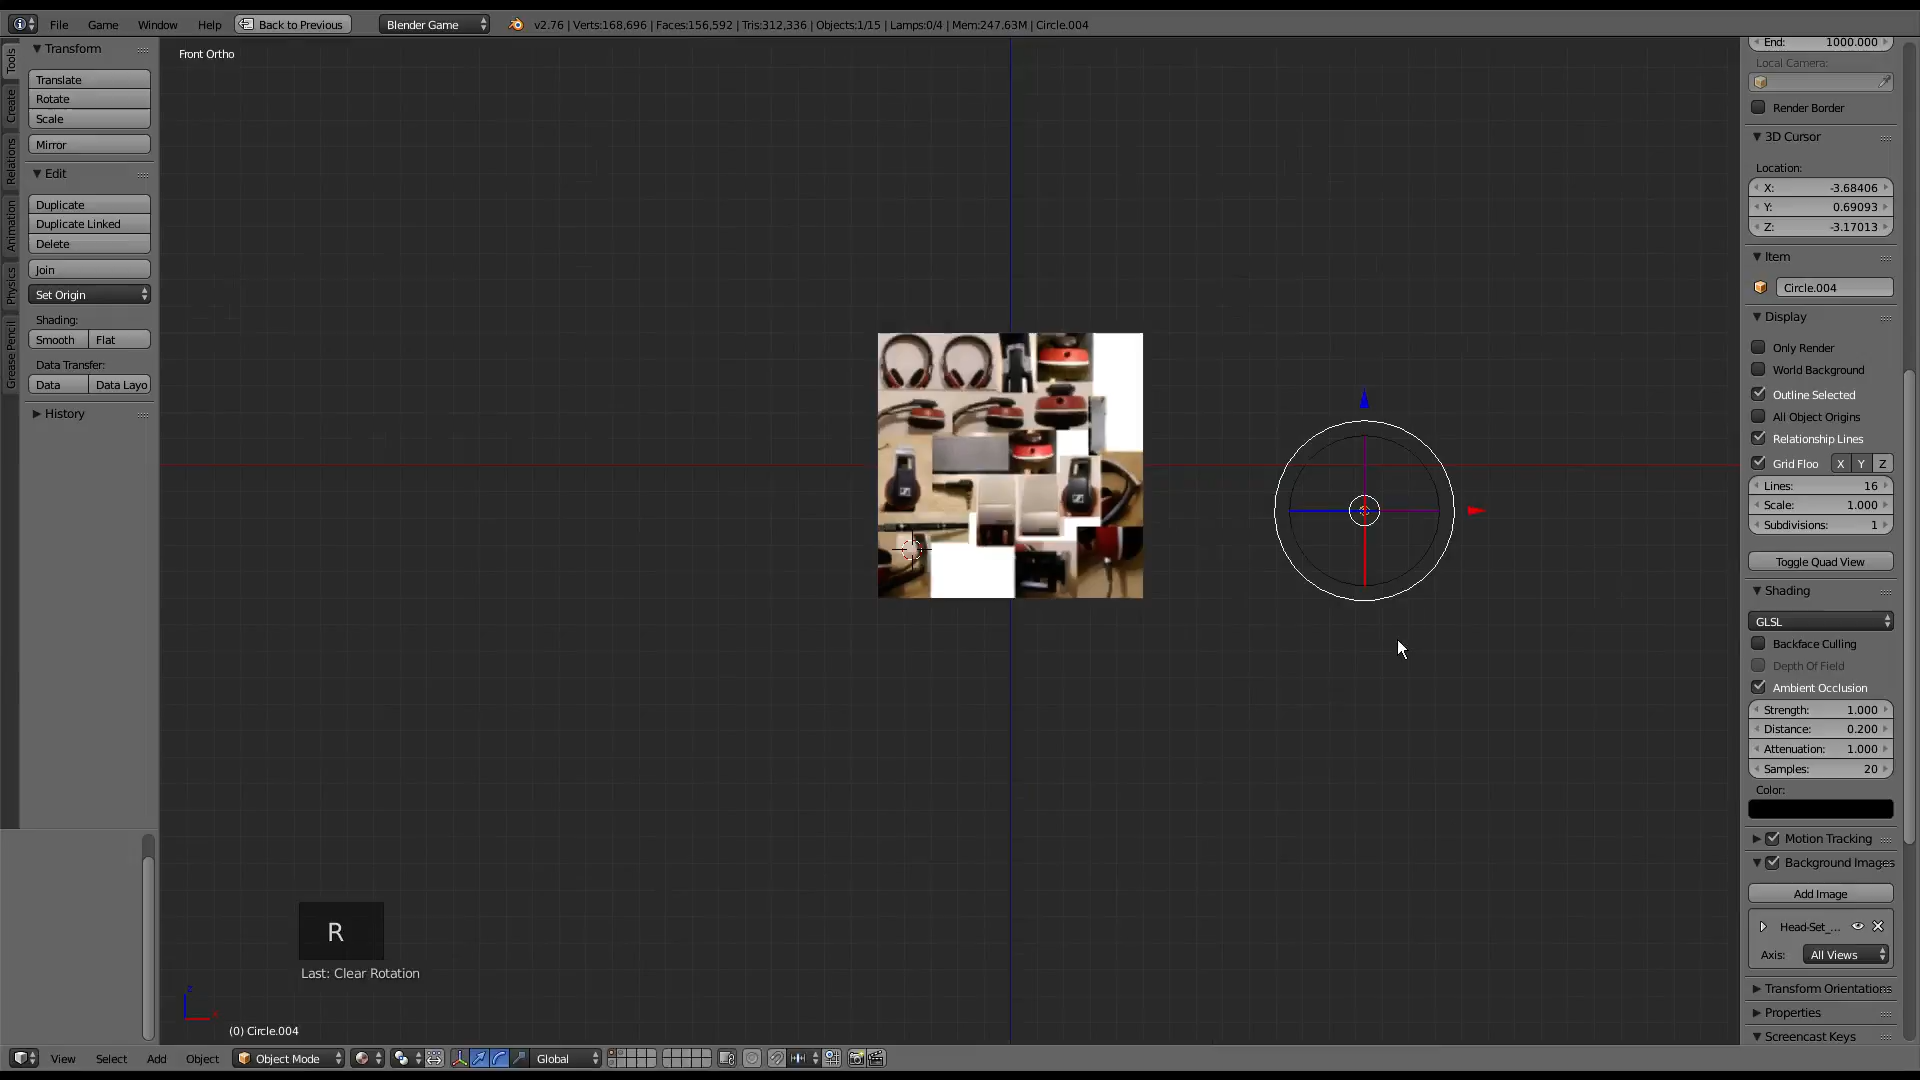 File Game Window Help Back to Previous Blender Game v2.76 | Verts:168,696 | Faces:156,592 | Tris:312,336 | Objects:1/15 | Lamps:0/4 | Mem:247.63M | Circle.004
Tools
Create
Relations
Animation
Physics
Grease Pencil
Transform
Translate
Rotate
Scale
Mirror
Edit
Duplicate
Duplicate Linked
Delete
Join
Set Origin
Shading:
Smooth Flat
Data Transfer:
Data Data Layo
History
Front Ortho
R
Last: Clear Rotation
(0) Circle.004
End: 1000.000
Local Camera:
Render Border
3D Cursor
Location:
X: -3.68406
Y: 0.69093
Z: -3.17013
Item
Circle.004
Display
Only Render
World Background
Outline Selected
All Object Origins
Relationship Lines
Grid Floo X Y Z
Lines: 16
Scale: 1.000
Subdivisions: 1
Toggle Quad View
Shading
GLSL
Backface Culling
Depth Of Field
Ambient Occlusion
Strength: 1.000
Distance: 0.200
Attenuation: 1.000
Samples: 20
Color:
Motion Tracking
Background Images
Add Image
Head-Set_...
Axis: All Views
Transform Orientations
Properties
Screencast Keys
View Select Add Object Object Mode Global